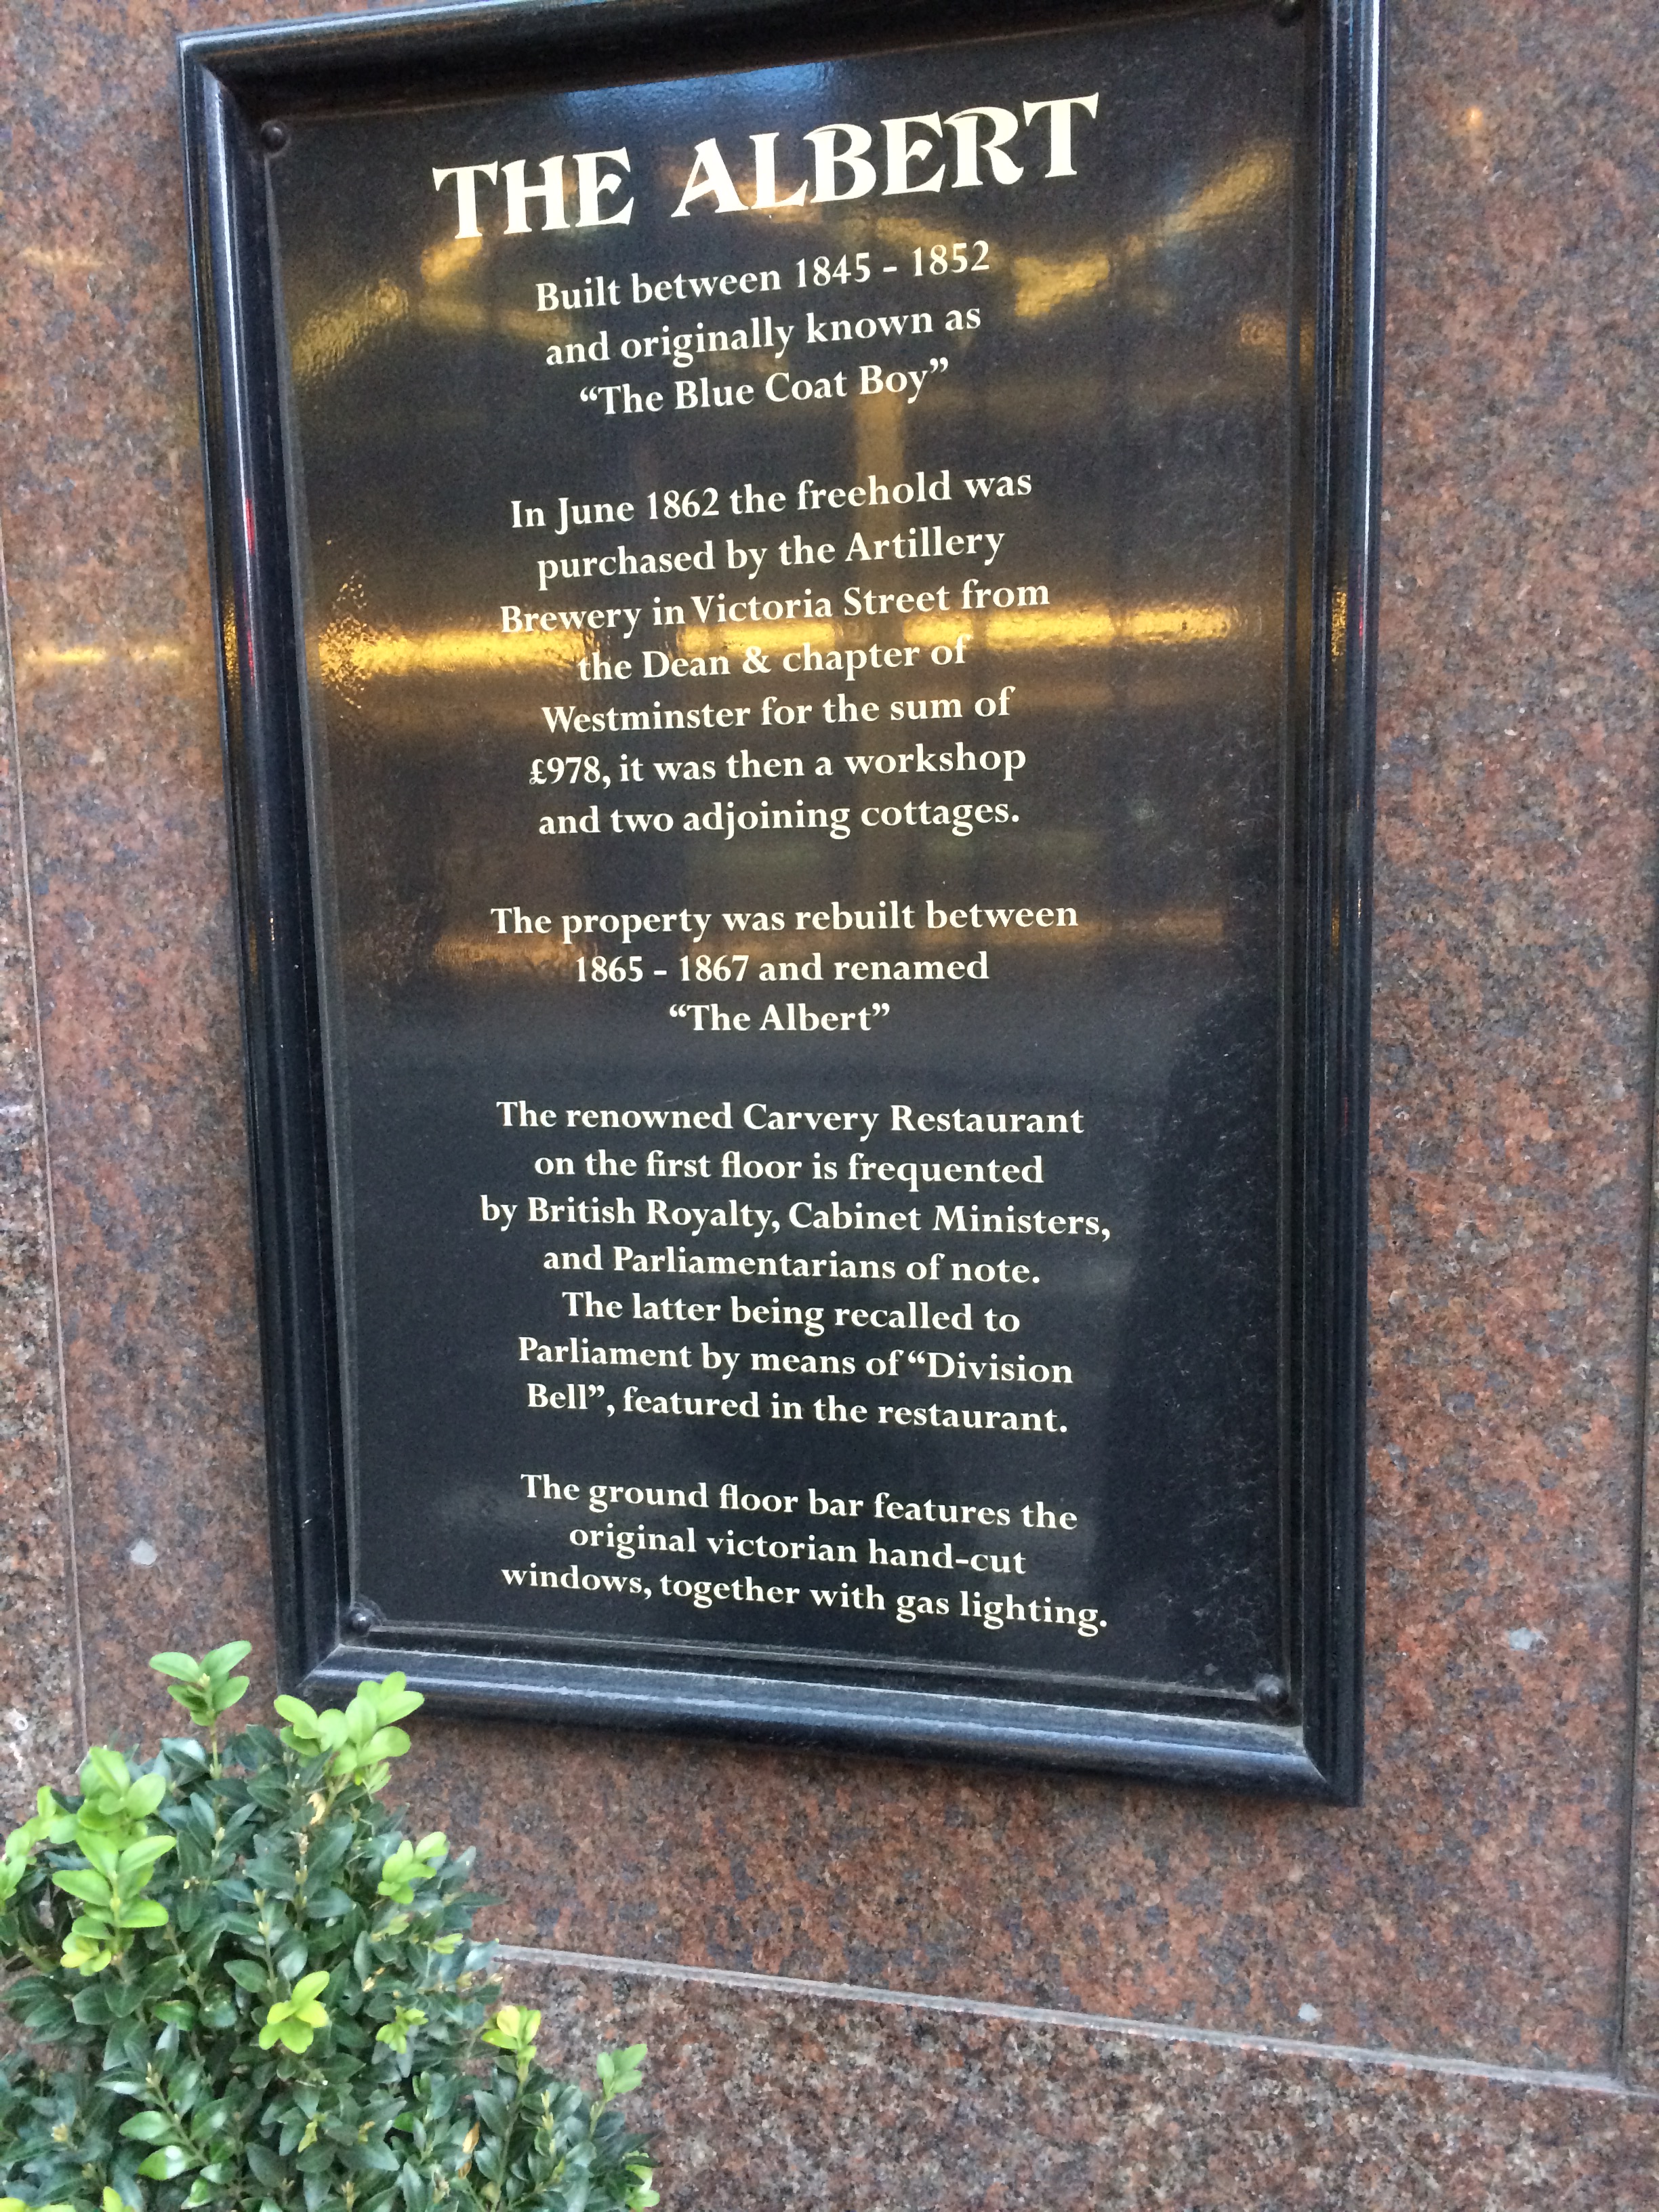 THE ALBERT
Built between 1845 - 1852
and originally known as
“The Blue Coat Boy”
In June 1862 the freehold was
purchased by the Artillery
Brewery in Victoria Street from
the Dean & chapter of
Westminster for the sum of
£978, it was then a workshop
and two adjoining cottages.
The property was rebuilt between
1865 - 1867 and renamed
“The Albert”
The renowned Carvery Restaurant
on the first floor is frequented
by British Royalty, Cabinet Ministers,
and Parliamentarians of note.
The latter being recalled to
Parliament by means of “Division
Bell”, featured in the restaurant.
The ground floor bar features the
original victorian hand-cut
windows, together with gas lighting.